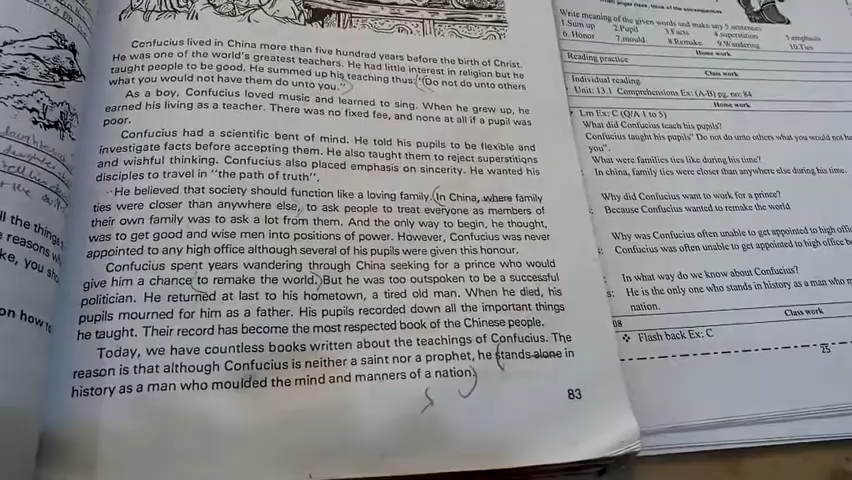 Confucius lived in China more than five hundred years before the birth of Christ.
He was one of the world's greatest teachers. He had little interest in religion but he
taught people to be good. He summed up his teaching thus: "(Do not do unto others
what you would not have them do unto you.")
As a boy, Confucius loved music and learned to sing. When he grew up, he
earned his living as a teacher. There was no fixed fee, and none at all if a pupil was
poor.
Confucius had a scientific bent of mind. He told his pupils to be flexible and
investigate facts before accepting them. He also taught them to reject superstitions
and wishful thinking. Confucius also placed emphasis on sincerity. He wanted his
disciples to travel in "the path of truth".
He believed that society should function like a loving family. (In China, where family
ties were closer than anywhere else, to ask people to treat everyone as members of
their own family was to ask a lot from them. And the only way to begin, he thought,
was to get good and wise men into positions of power. However, Confucius was never
appointed to any high office although several of his pupils were given this honour.
Confucius spent years wandering through China seeking for a prince who would
give him a chance (to remake the world.) But he was too outspoken to be a successful
politician. He returned at last to his hometown, a tired old man. When he died, his
pupils mourned for him as a father. His pupils recorded down all the important things
he taught. Their record has become the most respected book of the Chinese people.
Today, we have countless books written about the teachings of Confucius. The
reason is that although Confucius is neither a saint nor a prophet, he (stands alone in
history as a man who moulded the mind and manners of a nation.)
83
ll the things
reasons w
ke, you sho
on how to
Write meaning of the given words and make any 5 sentences
1.Sum up 2.Pupil 3.Facts 4.superstition 5.emphasis
6.Honor 7.mould 8.Remake 9.Wandering 10.Ties
Home work
Reading practice
Class work
Individual reading
Unit: 13.1 Comprehensions Ex: (A-B) pg. no: 84
Home work
Lm Ex: C (Q/A 1 to 5)
What did Confucius teach his pupils?
Confucius taught his pupils" Do not do unto others what you would not ha
you".
What were families ties like during his time?
In china, family ties were closer than anywhere else during his time.
Why did Confucius want to work for a prince?
Because Confucius wanted to remake the world
Why was Confucius often unable to get appointed to high offic
Confucius was often unable to get appointed to high office b
In what way do we know about Confucius?
s: He is the only one who stands in history as a man who m
nation.
Class work
08
Flash back Ex: C
25